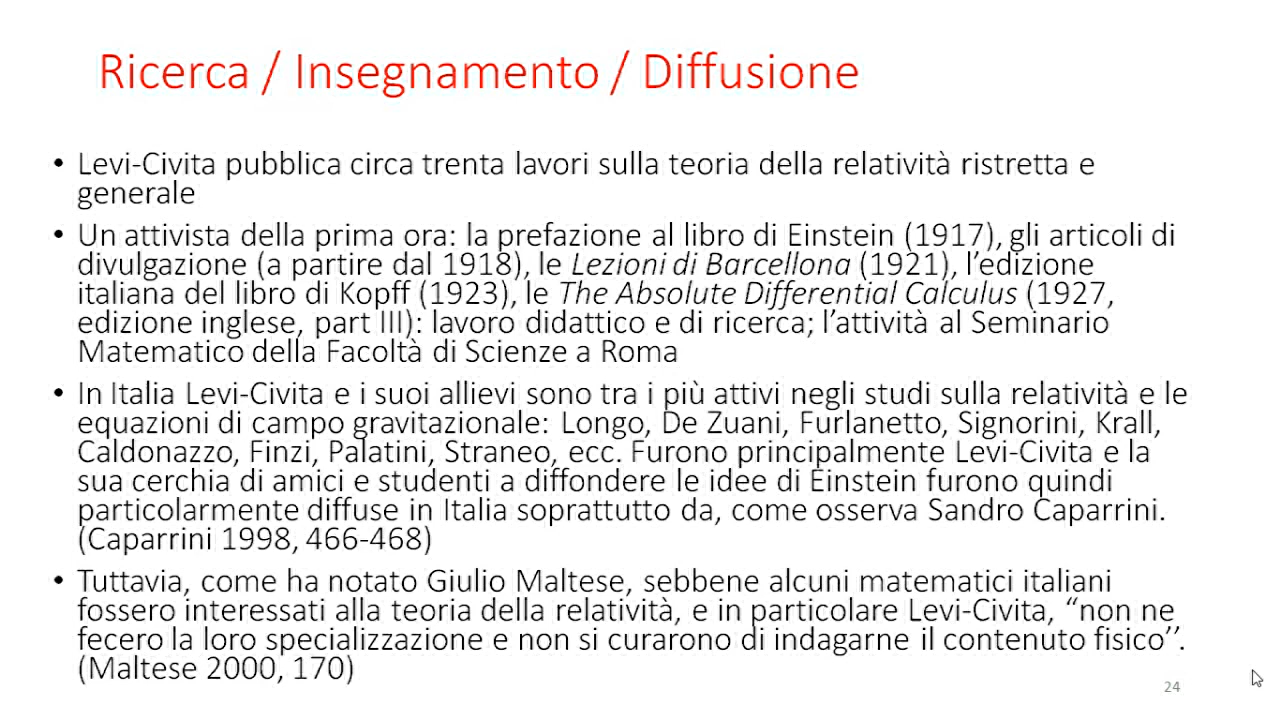 Ricerca / Insegnamento / Diffusione
• Levi-Civita pubblica circa trenta lavori sulla teoria della relatività ristretta e
generale
• Un attivista della prima ora: la prefazione al libro di Einstein (1917), gli articoli di
divulgazione (a partire dal 1918), le Lezioni di Barcellona (1921), l’edizione
italiana del libro di Kopff (1923), le The Absolute Differential Calculus (1927,
edizione inglese, part III): lavoro didattico e di ricerca; l’attività al Seminario
Matematico della Facoltà di Scienze a Roma
• In Italia Levi-Civita e i suoi allievi sono tra i più attivi negli studi sulla relatività e le
equazioni di campo gravitazionale: Longo, De Zuani, Furlanetto, Signorini, Krall,
Caldonazzo, Finzi, Palatini, Straneo, ecc. Furono principalmente Levi-Civita e la
sua cerchia di amici e studenti a diffondere le idee di Einstein furono quindi
particolarmente diffuse in Italia soprattutto da, come osserva Sandro Caparrini.
(Caparrini 1998, 466-468)
• Tuttavia, come ha notato Giulio Maltese, sebbene alcuni matematici italiani
fossero interessati alla teoria della relatività, e in particolare Levi-Civita, “non ne
fecero la loro specializzazione e non si curarono di indagarne il contenuto fisico’’.
(Maltese 2000, 170)
24